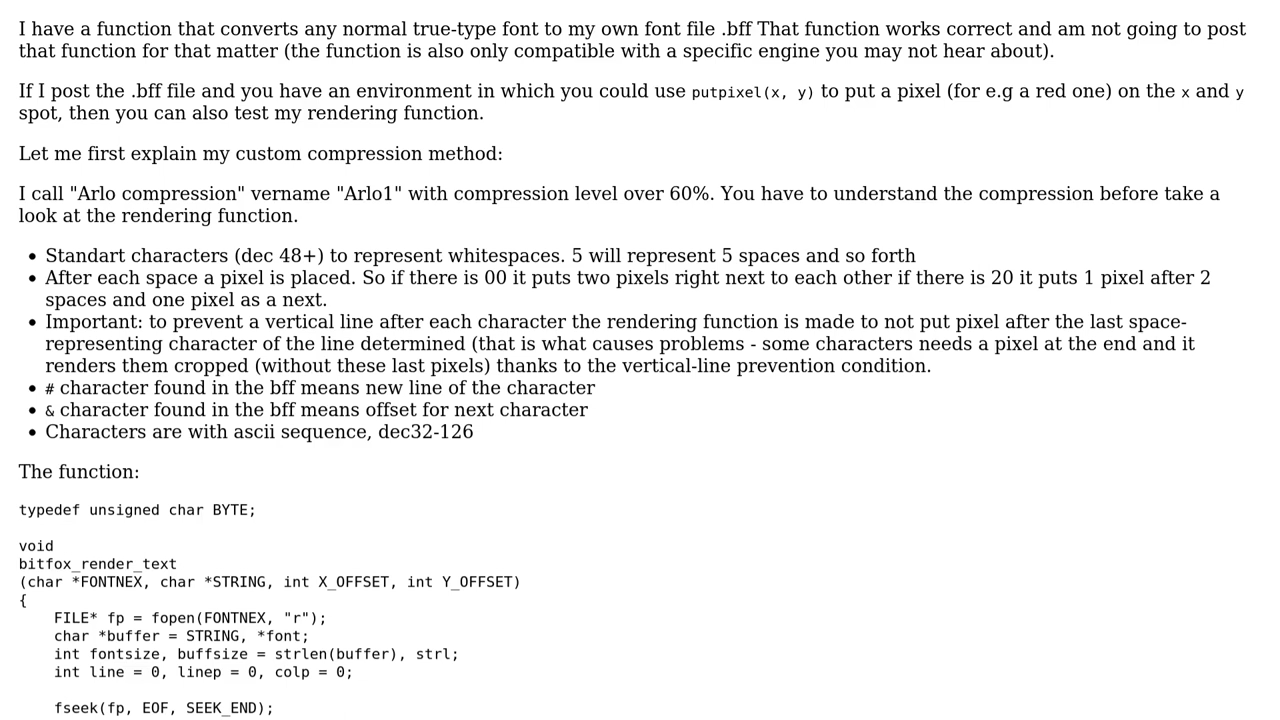 I have a function that converts any normal true-type font to my own font file .bff That function works correct and am not going to post
that function for that matter (the function is also only compatible with a specific engine you may not hear about).
If I post the .bff file and you have an environment in which you could use putpixel(x, y) to put a pixel (for e.g a red one) on the x and y
spot, then you can also test my rendering function.
Let me first explain my custom compression method:
I call "Arlo compression" vername "Arlo1" with compression level over 60%. You have to understand the compression before take a
look at the rendering function.
• Standart characters (dec 48+) to represent whitespaces. 5 will represent 5 spaces and so forth
• After each space a pixel is placed. So if there is 00 it puts two pixels right next to each other if there is 20 it puts 1 pixel after 2
spaces and one pixel as a next.
• Important: to prevent a vertical line after each character the rendering function is made to not put pixel after the last space-
representing character of the line determined (that is what causes problems - some characters needs a pixel at the end and it
renders them cropped (without these last pixels) thanks to the vertical-line prevention condition.
• # character found in the bff means new line of the character
• & character found in the bff means offset for next character
• Characters are with ascii sequence, dec32-126
The function:
typedef unsigned char BYTE;
void
bitfox_render_text
(char *FONTNEX, char *STRING, int X_OFFSET, int Y_OFFSET)
{
    FILE* fp = fopen(FONTNEX, "r");
    char *buffer = STRING, *font;
    int fontsize, buffsize = strlen(buffer), strl;
    int line = 0, linep = 0, colp = 0;
    fseek(fp, EOF, SEEK_END);